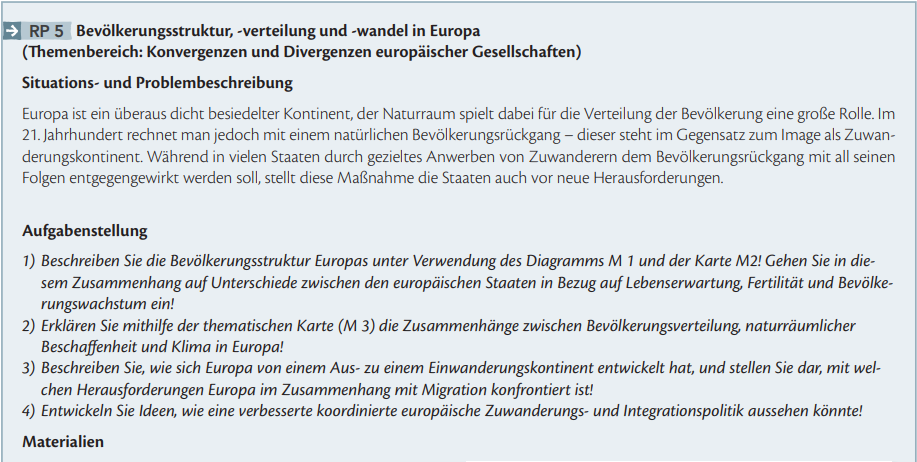 → RP 5 Bevölkerungsstruktur, -verteilung und -wandel in Europa
(Themenbereich: Konvergenzen und Divergenzen europäischer Gesellschaften)
Situations- und Problembeschreibung
Europa ist ein überaus dicht besiedelter Kontinent, der Naturraum spielt dabei für die Verteilung der Bevölkerung eine große Rolle. Im
21. Jahrhundert rechnet man jedoch mit einem natürlichen Bevölkerungsrückgang – dieser steht im Gegensatz zum Image als Zuwan-
derungskontinent. Während in vielen Staaten durch gezieltes Anwerben von Zuwanderern dem Bevölkerungsrückgang mit all seinen
Folgen entgegengewirkt werden soll, stellt diese Maßnahme die Staaten auch vor neue Herausforderungen.
Aufgabenstellung
1) Beschreiben Sie die Bevölkerungsstruktur Europas unter Verwendung des Diagramms M 1 und der Karte M2! Gehen Sie in die-
sem Zusammenhang auf Unterschiede zwischen den europäischen Staaten in Bezug auf Lebenserwartung, Fertilität und Bevölke-
rungswachstum ein!
2) Erklären Sie mithilfe der thematischen Karte (M 3) die Zusammenhänge zwischen Bevölkerungsverteilung, naturräumlicher
Beschaffenheit und Klima in Europa!
3) Beschreiben Sie, wie sich Europa von einem Aus- zu einem Einwanderungskontinent entwickelt hat, und stellen Sie dar, mit wel-
chen Herausforderungen Europa im Zusammenhang mit Migration konfrontiert ist!
4) Entwickeln Sie Ideen, wie eine verbesserte koordinierte europäische Zuwanderungs- und Integrationspolitik aussehen könnte!
Materialien